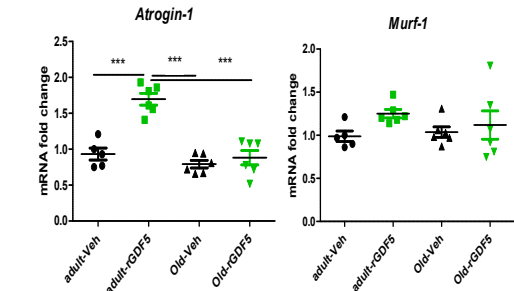 Atrogin-1
mRNA fold change
2.5
2.0
1.5
1.0
0.5
0.0
*** *** ***
adult-Veh
adult-rGDF5
Old-Veh
Old-rGDF5
Murf-1
mRNA fold change
2.0
1.5
1.0
0.5
0.0
adult-Veh
adult-rGDF5
Old-Veh
Old-rGDF5